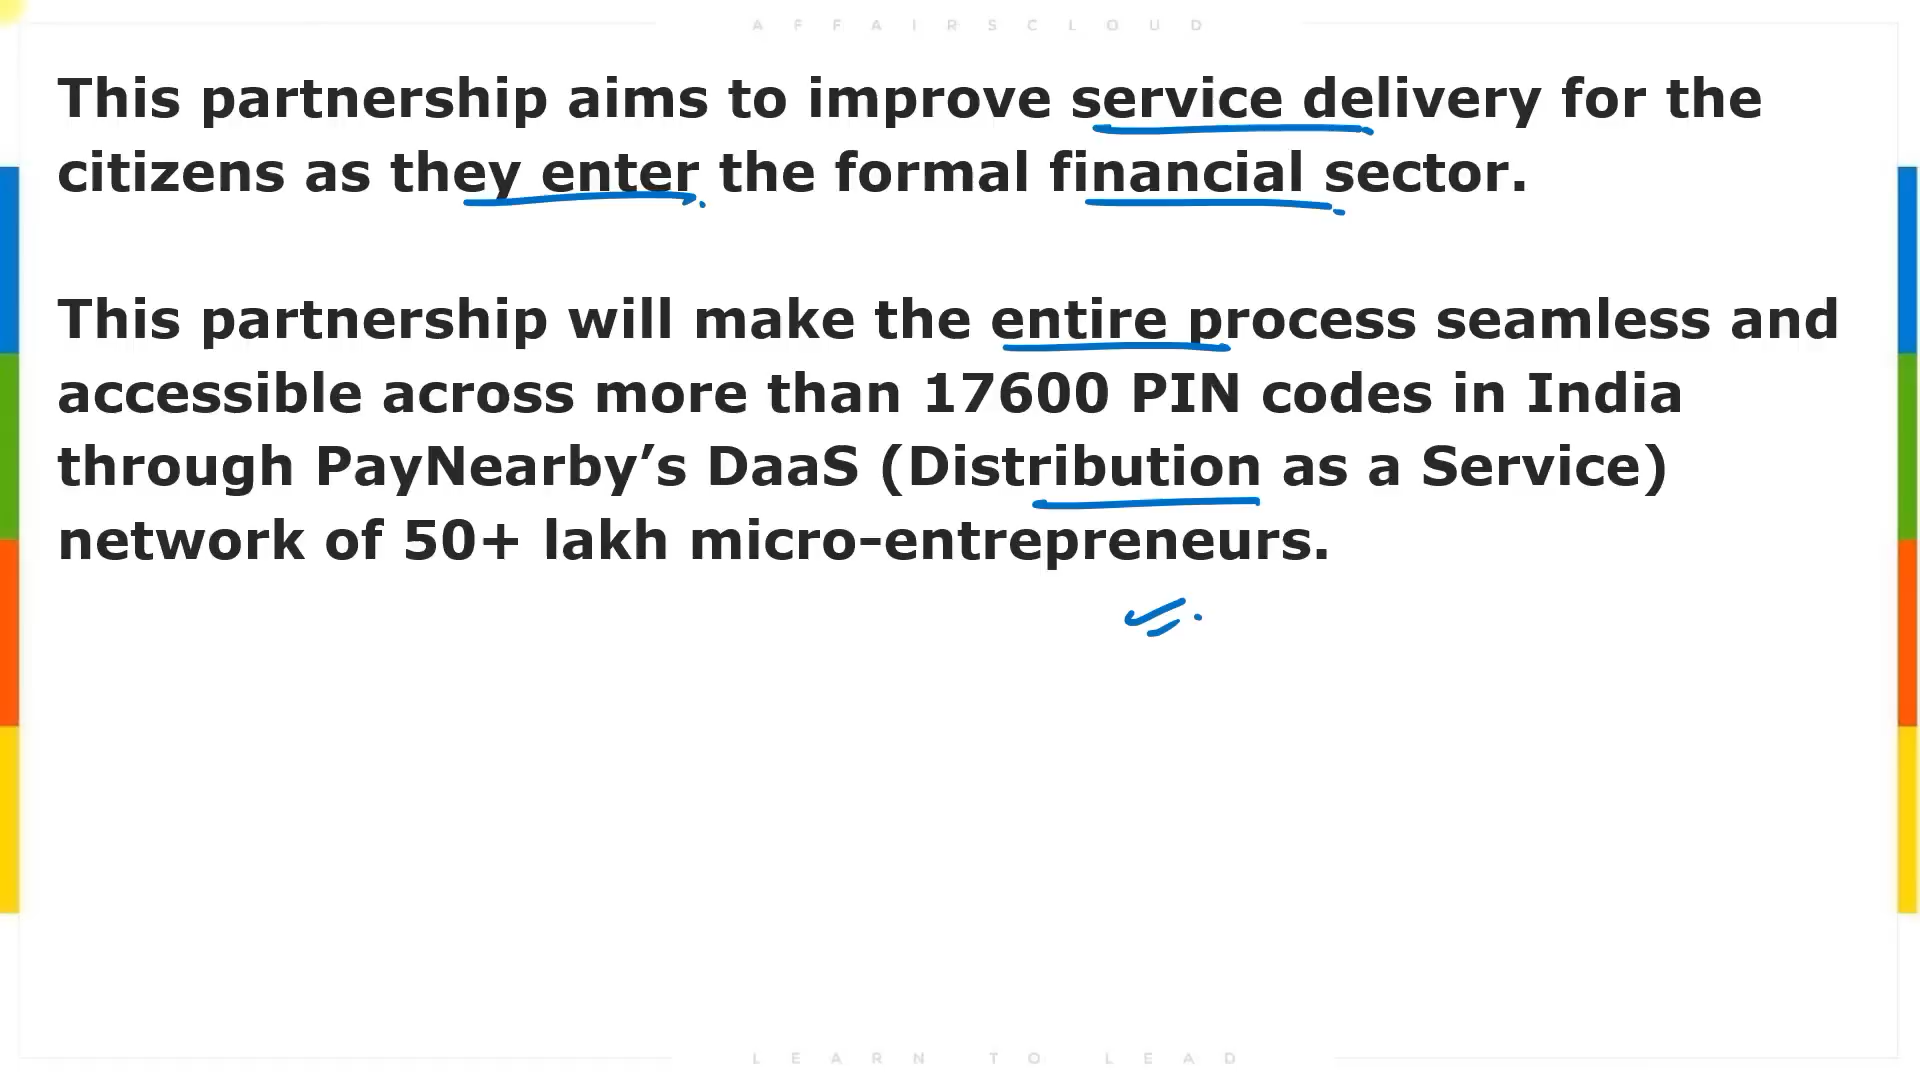 AFFAIRSCLOUD
This partnership aims to improve service delivery for the
citizens as they enter the formal financial sector.
This partnership will make the entire process seamless and
accessible across more than 17600 PIN codes in India
through PayNearby’s DaaS (Distribution as a Service)
network of 50+ lakh micro-entrepreneurs.
LEARN TO LEAD